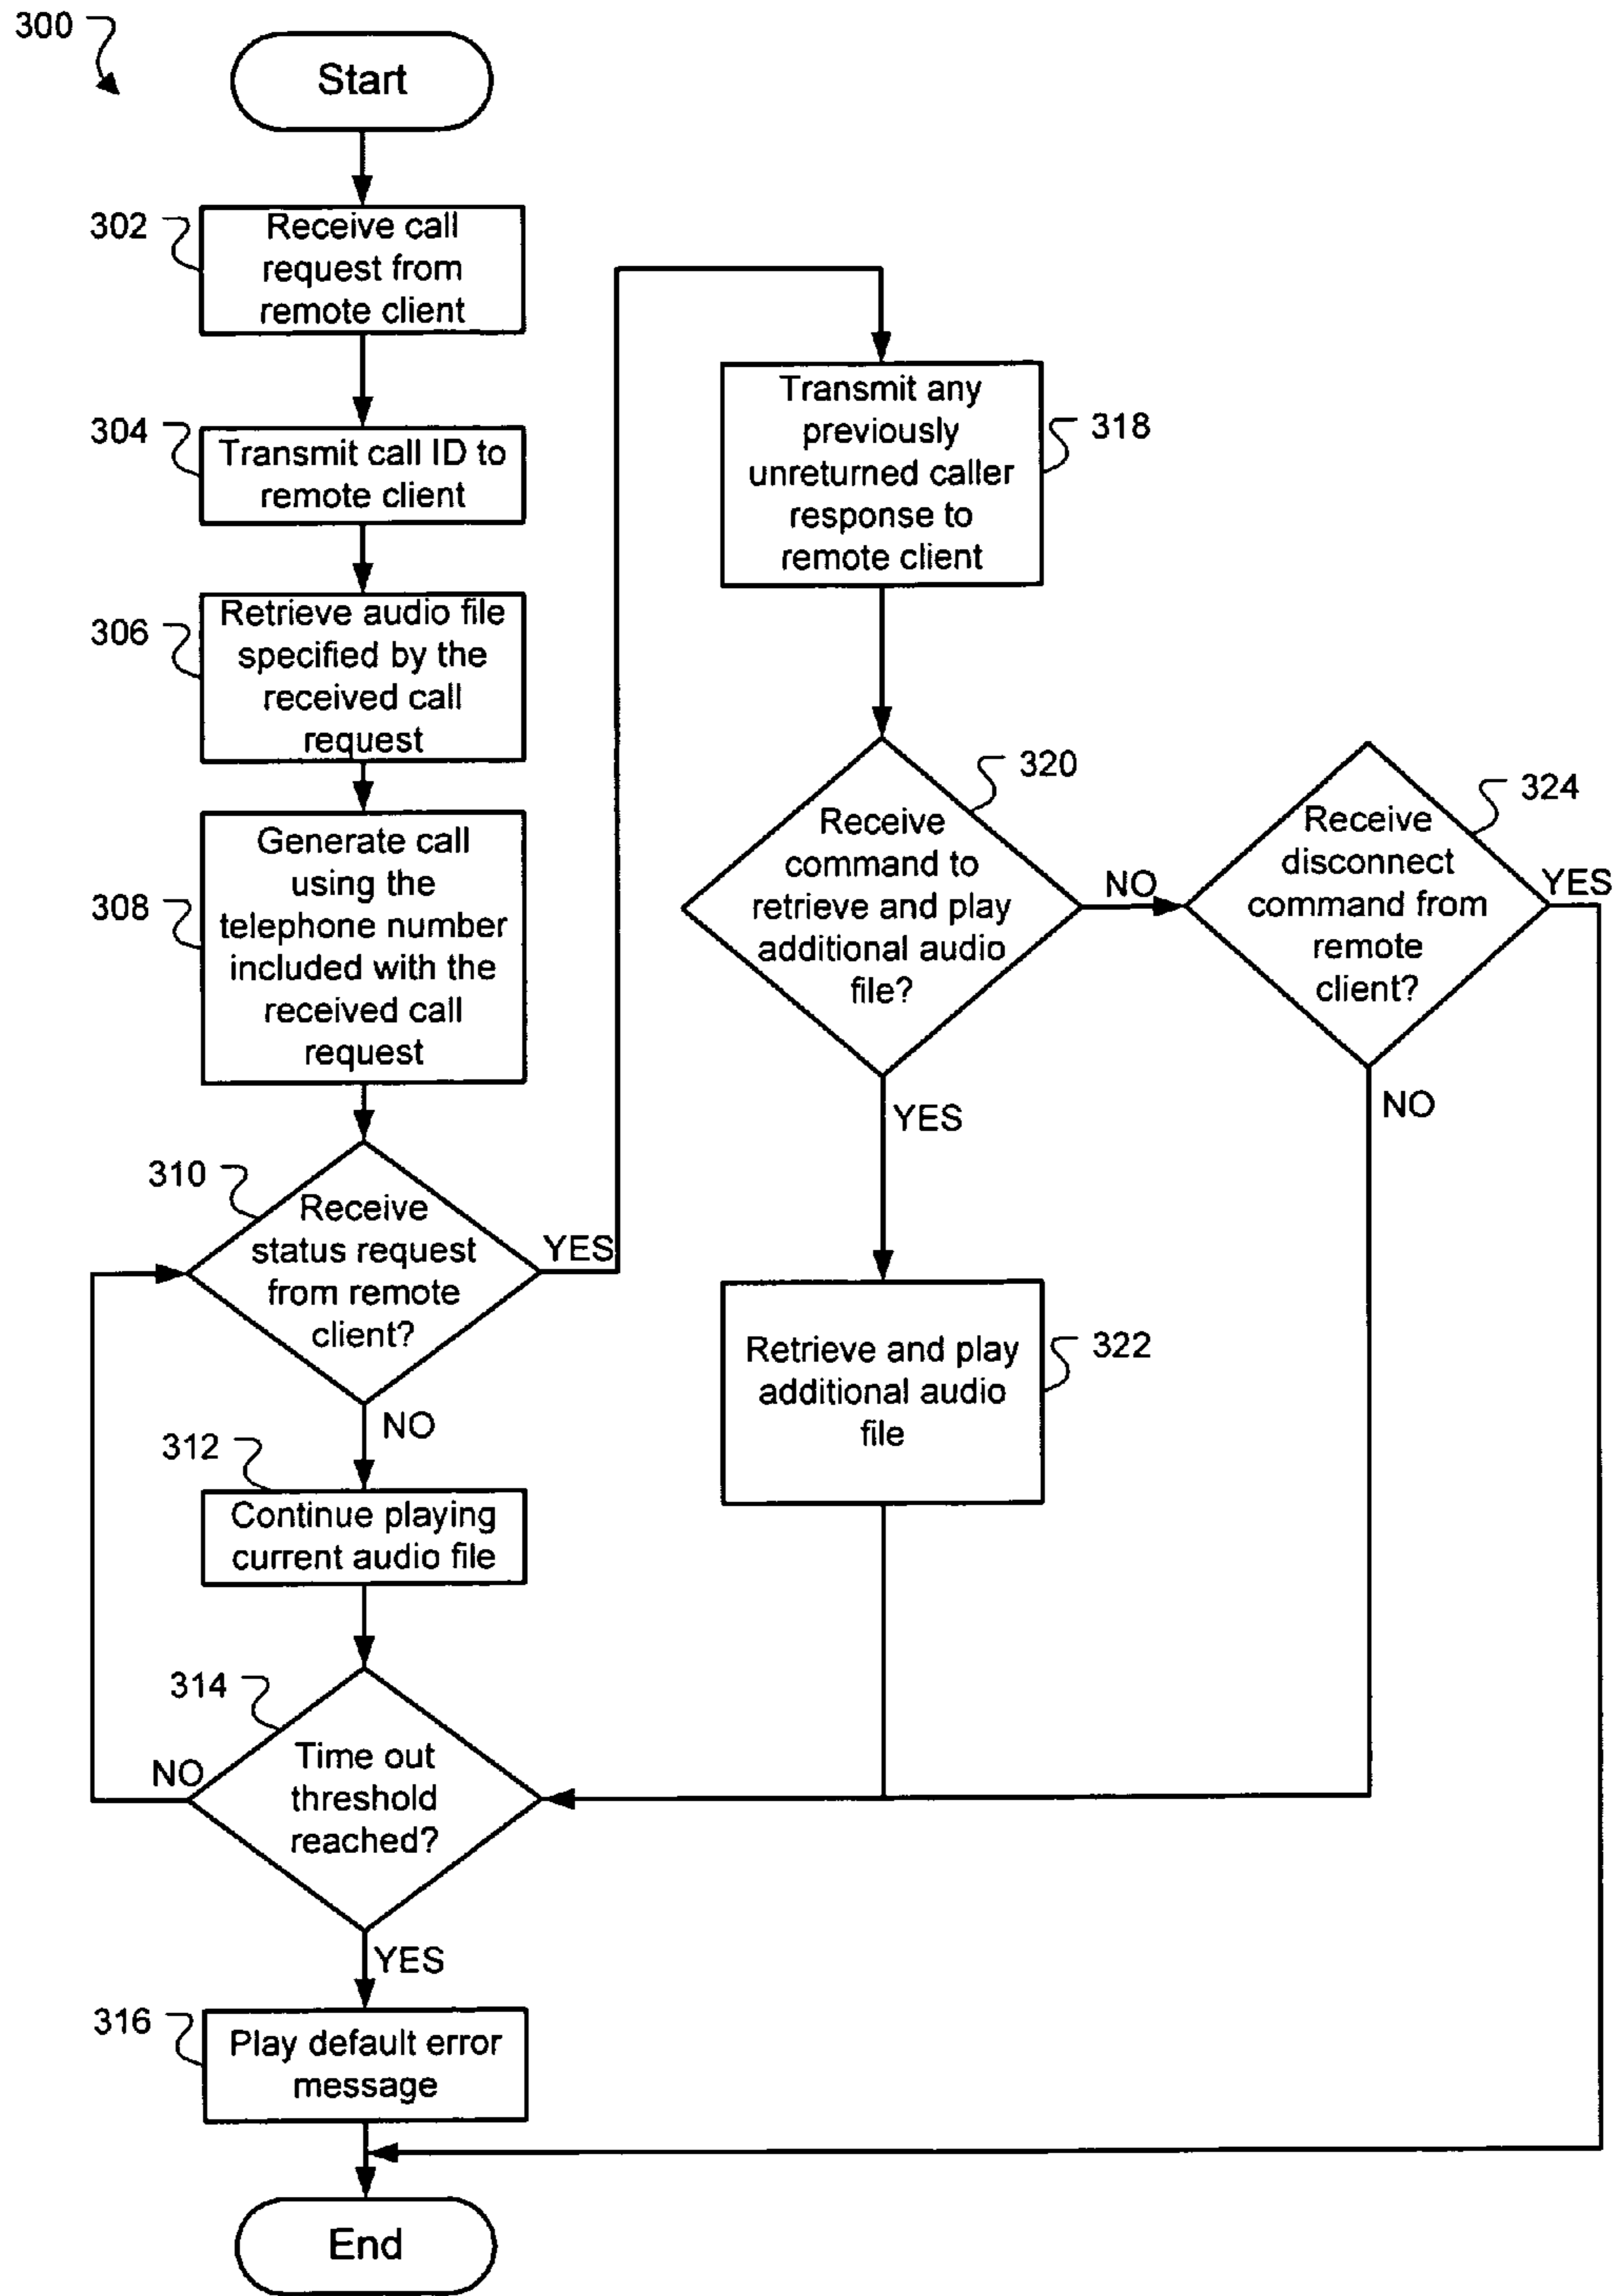 300
Start
302
Receive call
request from
remote client
304
Transmit call ID to
remote client
306
Retrieve audio file
specified by the
received call
request
308
Generate call
using the
telephone number
included with the
received call
request
310
Receive
status request
from remote
client?
YES
NO
312
Continue playing
current audio file
314
Time out
threshold
reached?
NO
YES
316
Play default error
message
End
Transmit any
previously
unreturned caller
response to
remote client
318
320
Receive
command to
retrieve and play
additional audio
file?
NO
YES
Retrieve and play
additional audio
file
322
324
Receive
disconnect
command from
remote
client?
YES
NO